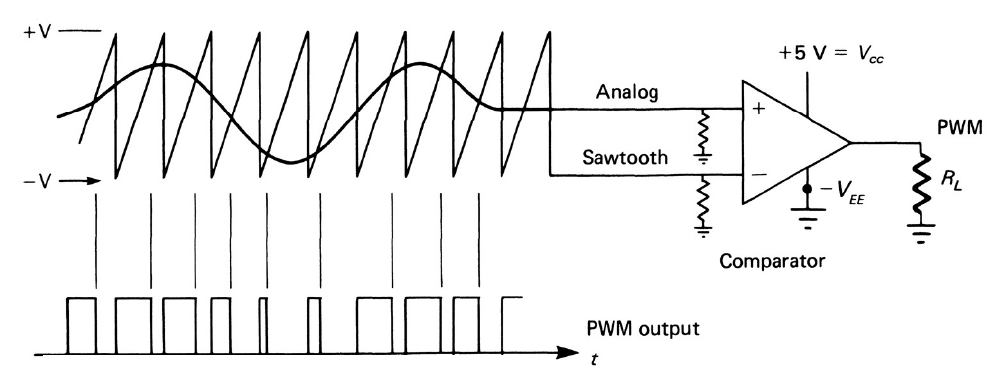 +V
−V
Analog
Sawtooth
+
−
+5 V = Vcc
−VEE
Comparator
PWM
RL
PWM output
t